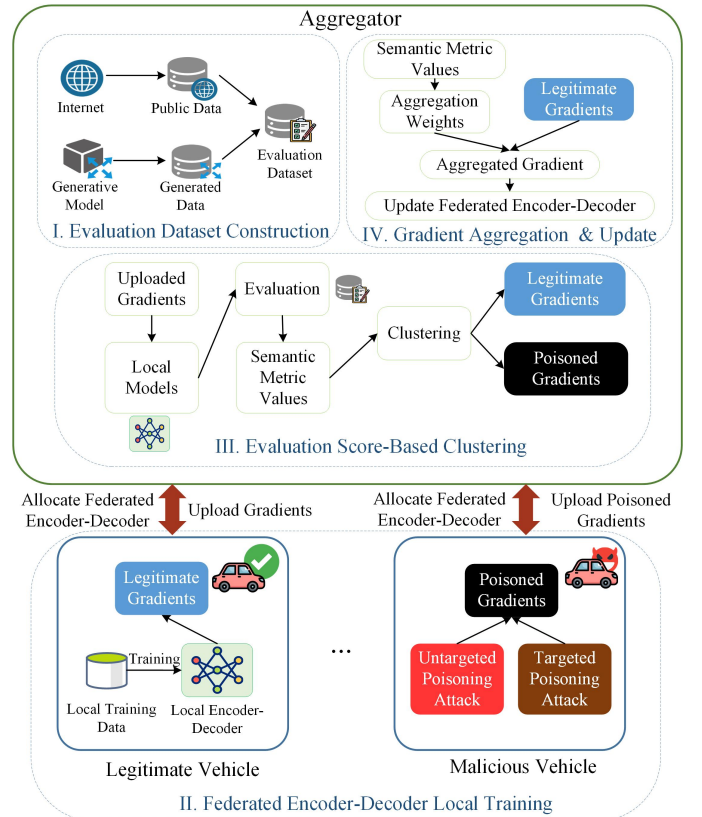 Aggregator
Internet
Public Data
Generative
Model
Generated
Data
Evaluation
Dataset
I. Evaluation Dataset Construction
Semantic Metric
Values
Aggregation
Weights
Legitimate
Gradients
Aggregated Gradient
Update Federated Encoder-Decoder
IV. Gradient Aggregation & Update
Uploaded
Gradients
Local
Models
Evaluation
Semantic
Metric
Values
Clustering
Legitimate
Gradients
Poisoned
Gradients
III. Evaluation Score-Based Clustering
Allocate Federated
Encoder-Decoder
Upload Gradients
Allocate Federated
Encoder-Decoder
Upload Poisoned
Gradients
Legitimate
Gradients
Training
Local Training
Data
Local Encoder-
Decoder
Legitimate Vehicle
...
Poisoned
Gradients
Untargeted
Poisoning
Attack
Targeted
Poisoning
Attack
Malicious Vehicle
II. Federated Encoder-Decoder Local Training